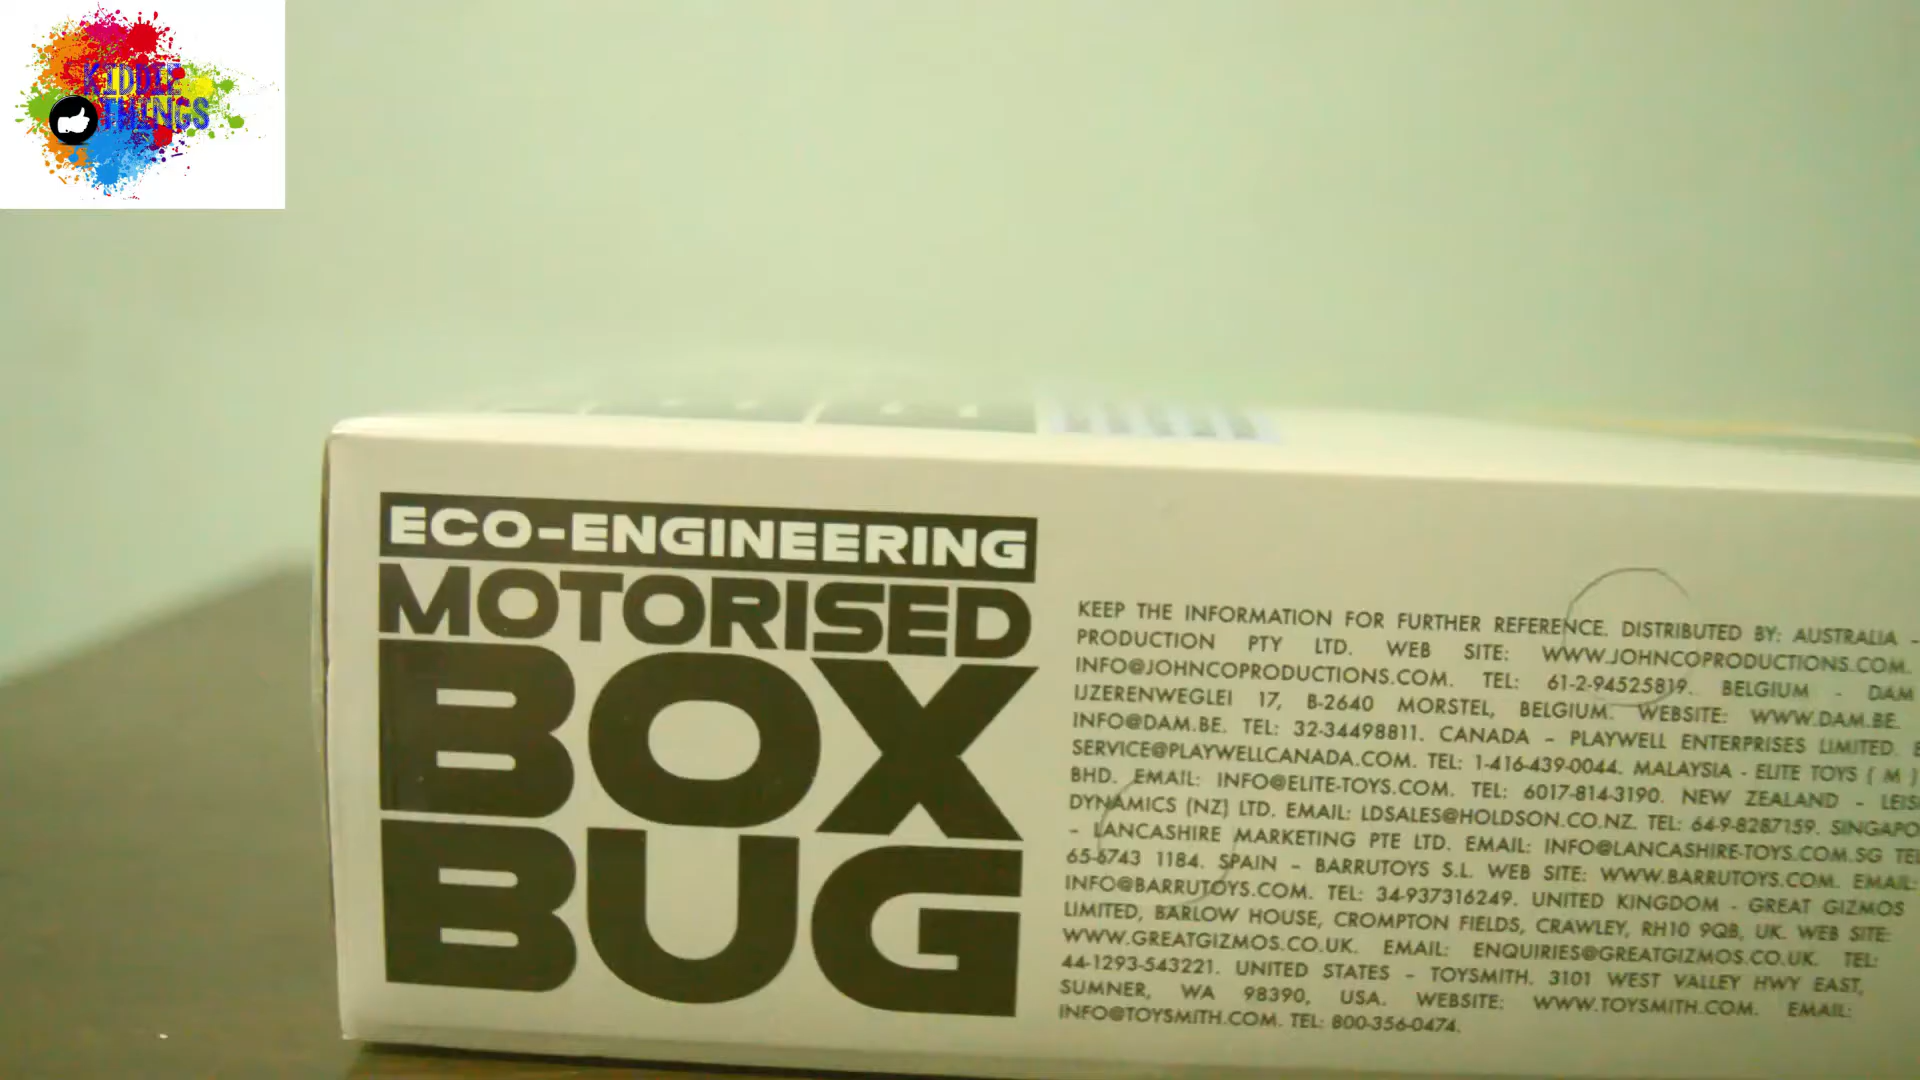 KIDDIE
THINGS
ECO-ENGINEERING
MOTORISED
BOX
BUG
KEEP THE INFORMATION FOR FURTHER REFERENCE. DISTRIBUTED BY: AUSTRALIA -
PRODUCTION PTY LTD. WEB SITE: WWW.JOHNCOPRODUCTIONS.COM.
INFO@JOHNCOPRODUCTIONS.COM. TEL: 61-2-94525819. BELGIUM - DAM
IJZERENWEGLEI 17, B-2640 MORSTEL, BELGIUM. WEBSITE: WWW.DAM.BE.
INFO@DAM.BE. TEL: 32-34498811. CANADA - PLAYWELL ENTERPRISES LIMITED.
SERVICE@PLAYWELLCANADA.COM. TEL: 1-416-439-0044. MALAYSIA - ELITE TOYS ( M )
BHD. EMAIL: INFO@ELITE-TOYS.COM. TEL: 6017-814-3190. NEW ZEALAND -
DYNAMICS (NZ) LTD. EMAIL: LDSALES@HOLDSON.CO.NZ. TEL: 64-9-8287159.
- LANCASHIRE MARKETING PTE LTD. EMAIL: INFO@LANCASHIRE-TOYS.COM.SG TEL
65-6743 1184. SPAIN - BARRUTOYS S.L. WEB SITE: WWW.BARRUTOYS.COM. EMAIL:
INFO@BARRUTOYS.COM. TEL: 34-937316249. UNITED KINGDOM - GREAT GIZMOS
LIMITED, BARLOW HOUSE, CROMPTON FIELDS, CRAWLEY, RH10 9QB, UK. WEB SITE:
WWW.GREATGIZMOS.CO.UK. EMAIL: ENQUIRIES@GREATGIZMOS.CO.UK. TEL:
44-1293-543221. UNITED STATES - TOYSMITH. 3101 WEST VALLEY HWY EAST,
SUMNER, WA 98390, USA. WEBSITE: WWW.TOYSMITH.COM. EMAIL:
INFO@TOYSMITH.COM. TEL: 800-356-0474.